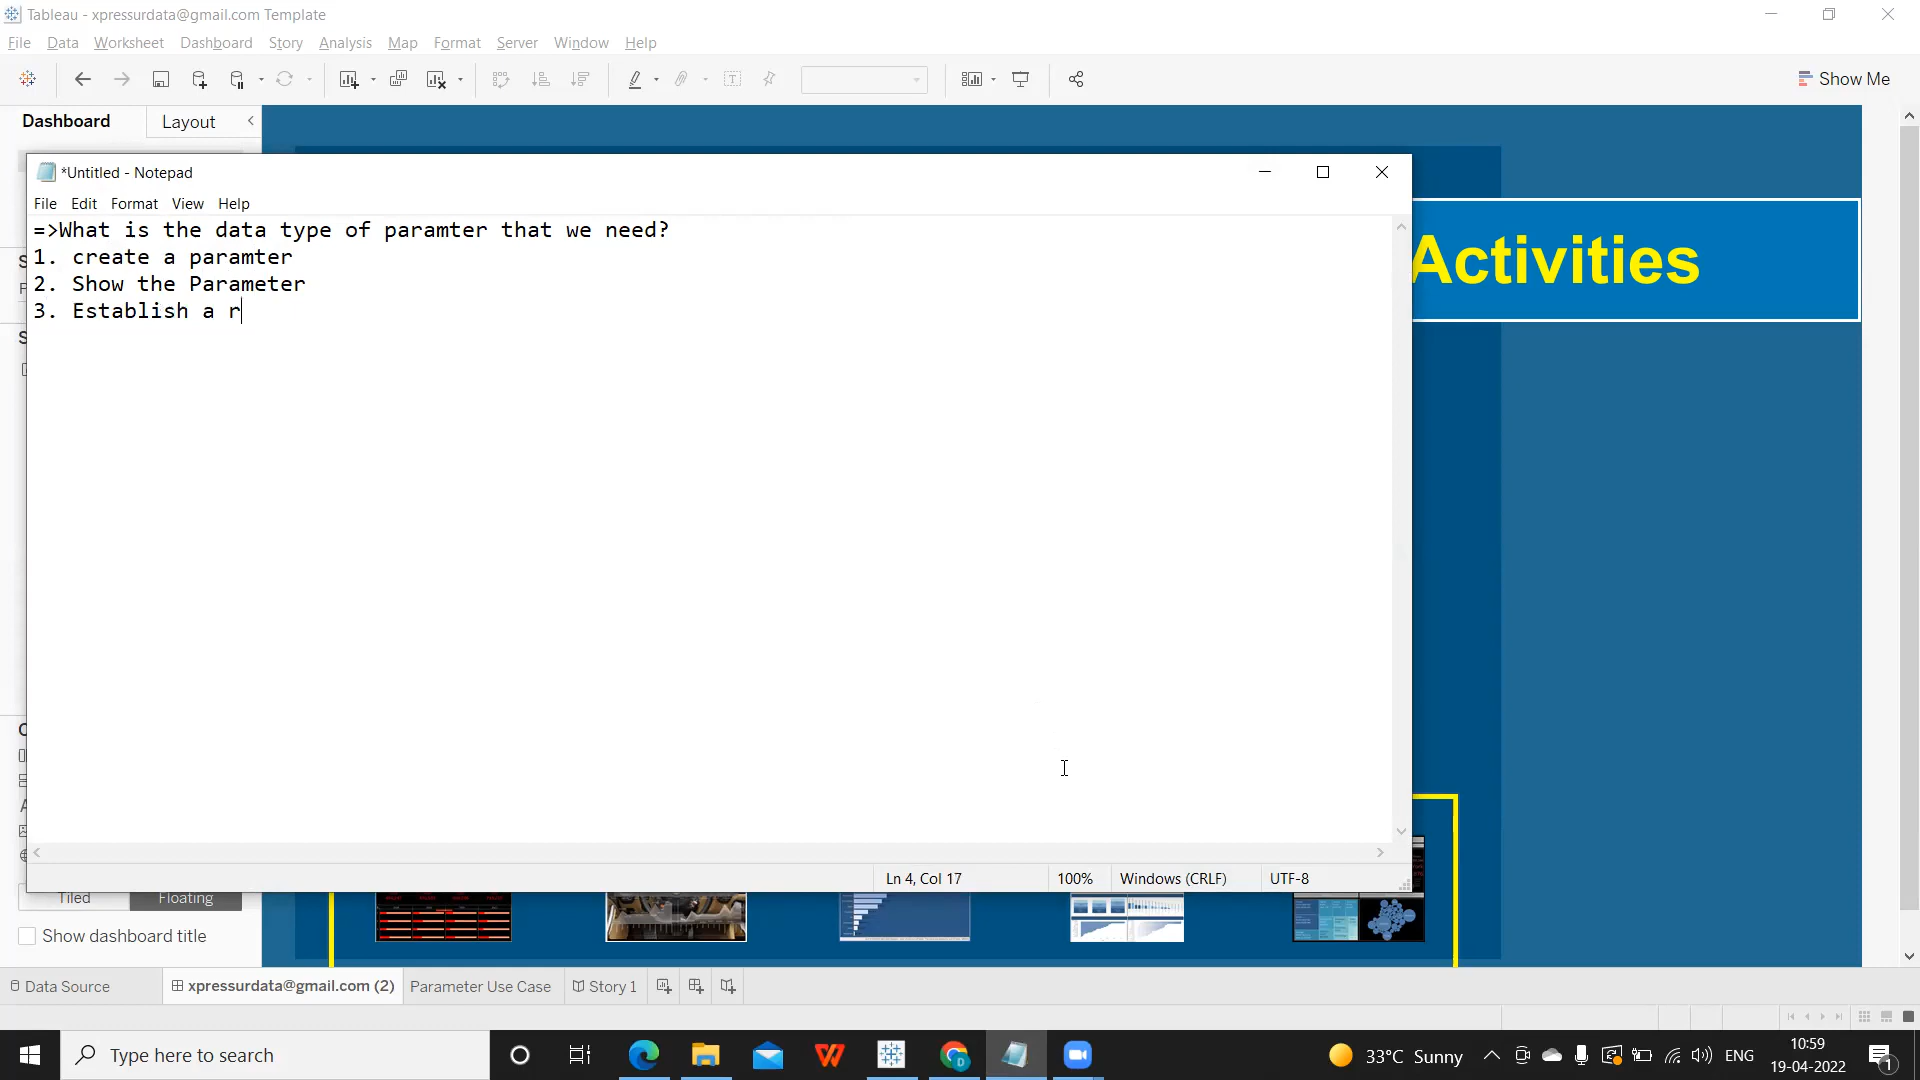 Tableau - xpressurdata@gmail.com Template
File Data Worksheet Dashboard Story Analysis Map Format Server Window Help
Show Me
Dashboard Layout
*Untitled - Notepad
File Edit Format View Help
=>What is the data type of paramter that we need?
1. create a paramter
2. Show the Parameter
3. Establish a r
Activities
Ln 4, Col 17 100% Windows (CRLF) UTF-8
Tiled Floating
Show dashboard title
Data Source xpressurdata@gmail.com (2) Parameter Use Case Story 1
Type here to search
33°C Sunny
ENG
10:59
19-04-2022
1